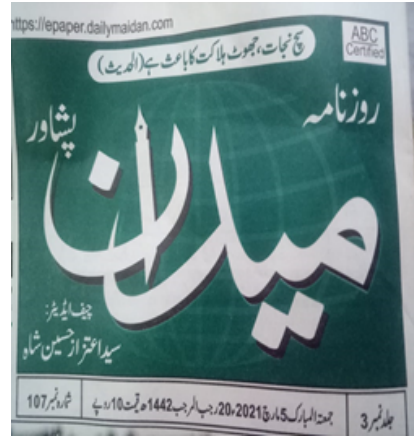 https://epaper.dailymaidan.com
ABC
Certified
سچ نجات، جھوٹ ہلاکت کا باعث ہے (الحدیث)
روزنامہ
پشاور
میدان
چیف ایڈیٹر:
سید اعتزاز حسین شاہ
جلد نمبر 3
جمعۃ المبارک 5 مارچ 2021ء 20 رجب المرجب 1442ھ قیمت 10 روپے
شمارہ نمبر 107